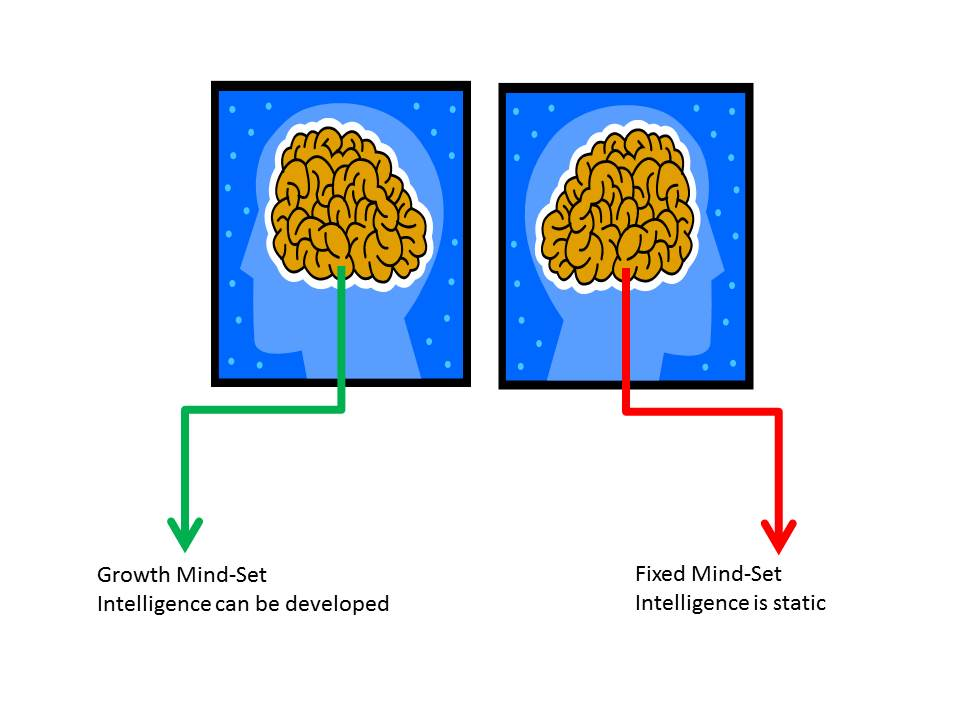 Growth Mind-Set
Intelligence can be developed
Fixed Mind-Set
Intelligence is static